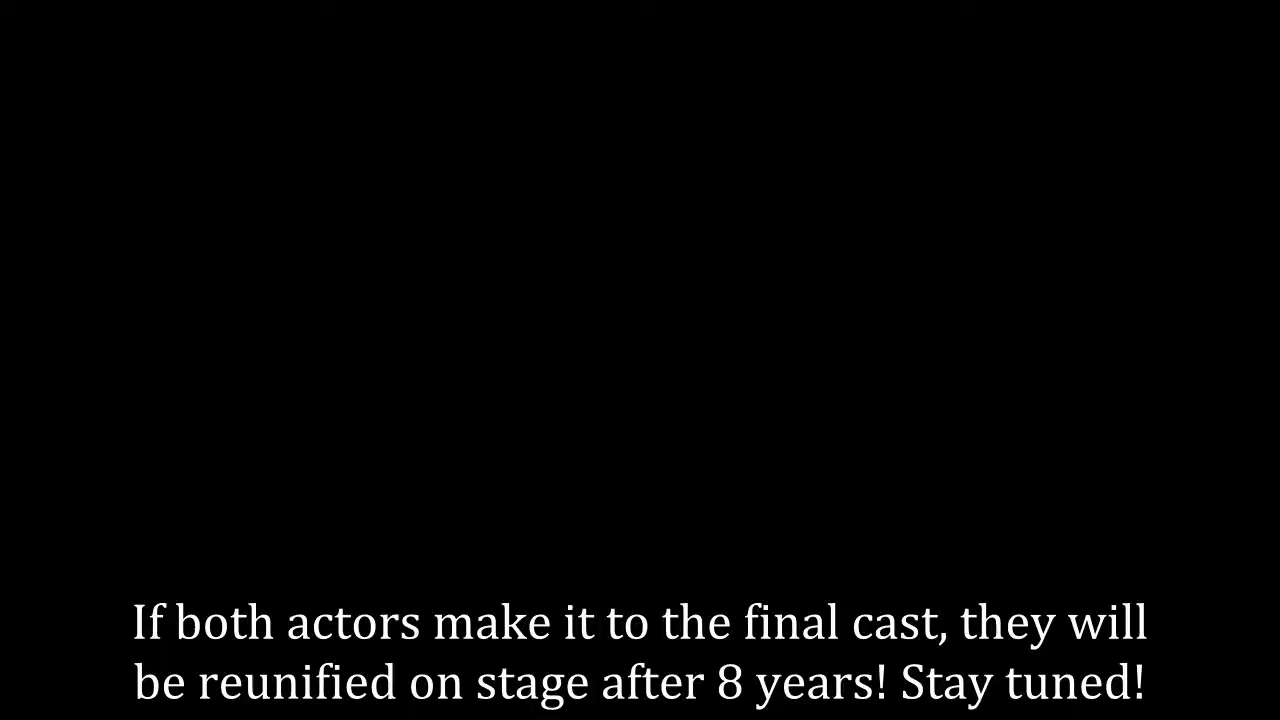 If both actors make it to the final cast, they will
be reunified on stage after 8 years! Stay tuned!